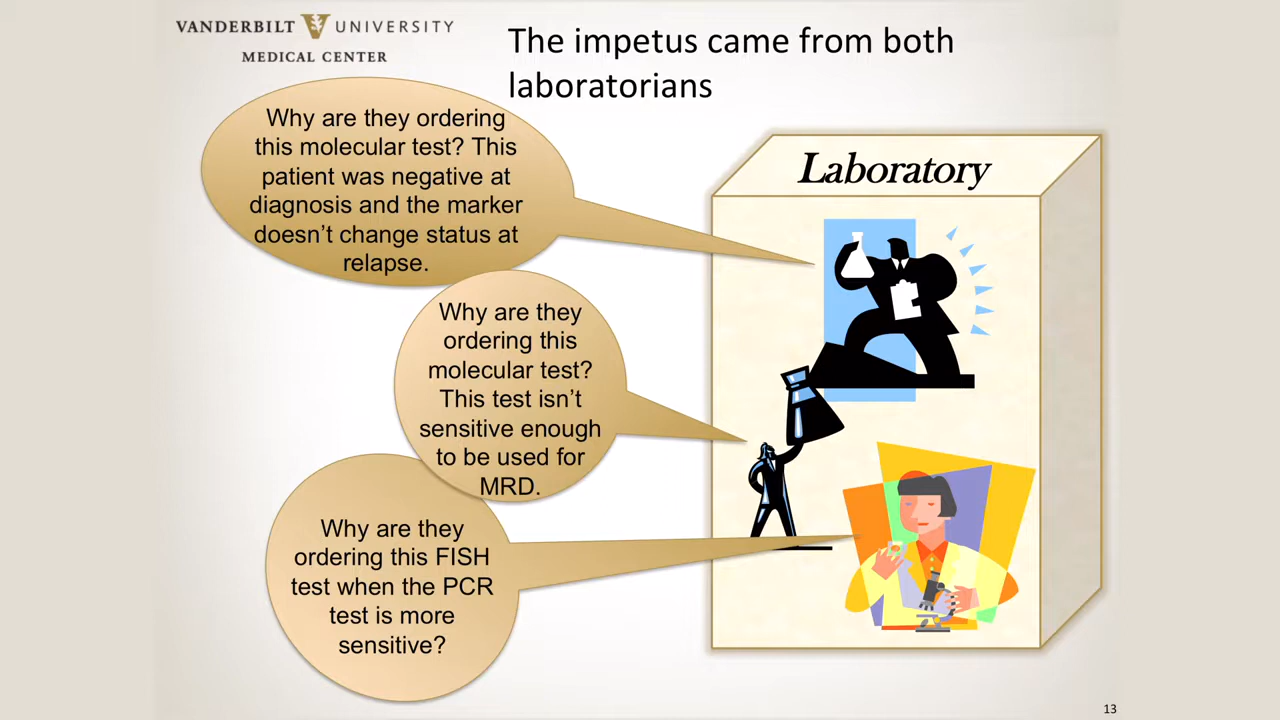 VANDERBILT UNIVERSITY
MEDICAL CENTER
The impetus came from both
laboratorians
Why are they ordering
this molecular test? This
patient was negative at
diagnosis and the marker
doesn’t change status at
relapse.
Laboratory
Why are they
ordering this
molecular test?
This test isn’t
sensitive enough
to be used for
MRD.
Why are they
ordering this FISH
test when the PCR
test is more
sensitive?
13